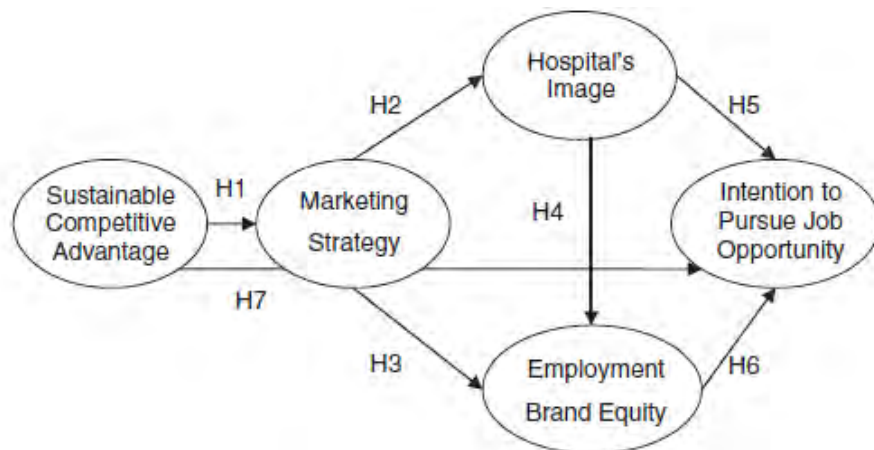 Hospital's
Image
H2
H5
Sustainable
Competitive
Advantage
H1
Marketing
Strategy
H4
Intention to
Pursue Job
Opportunity
H7
H3
Employment
Brand Equity
H6